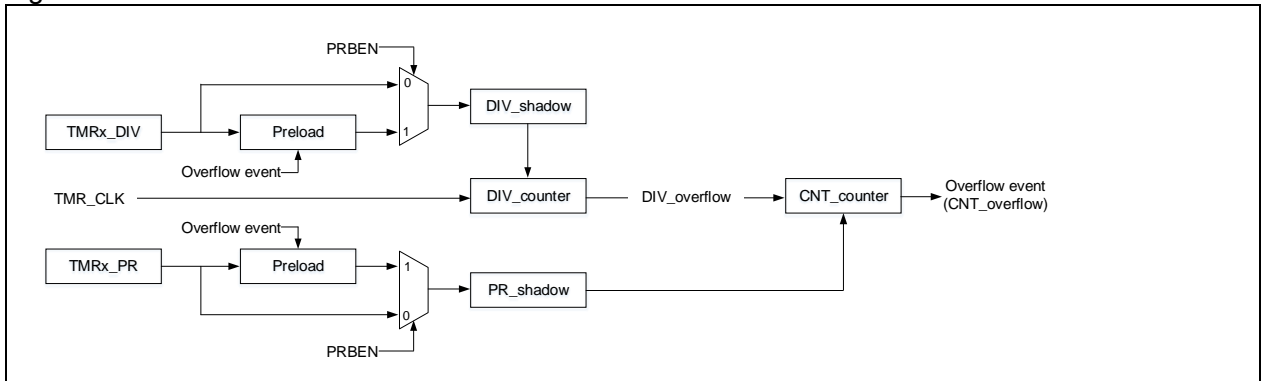 PRBEN
0
DIV_shadow
TMRx_DIV
Preload
1
Overflow event
TMR_CLK
DIV_counter
DIV_overflow
CNT_counter
Overflow event
(CNT_overflow)
Overflow event
TMRx_PR
Preload
1
PR_shadow
0
PRBEN